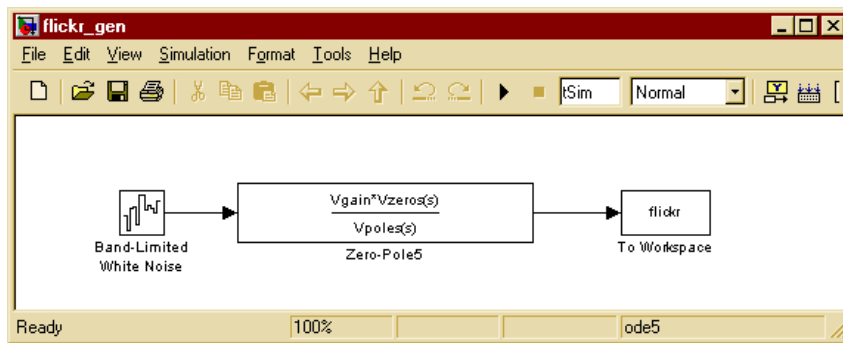 flickr_gen
File Edit View Simulation Format Tools Help
tSim Normal
Vgain*Vzeros(s)
Vpoles(s)
flickr
Band-Limited
White Noise
Zero-Pole5
To Workspace
Ready 100% ode5